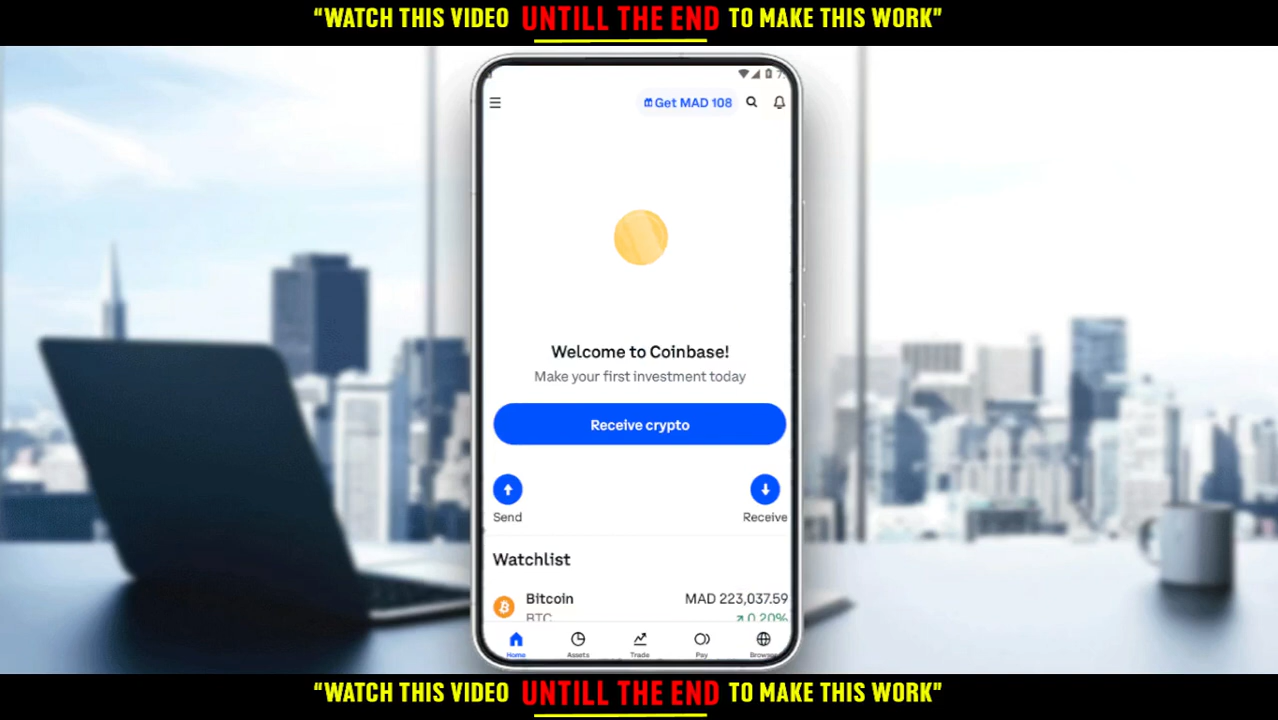 “WATCH THIS VIDEO UNTILL THE END TO MAKE THIS WORK”
Get MAD 108
Welcome to Coinbase!
Make your first investment today
Receive crypto
Send Receive
Watchlist
Bitcoin MAD 223,037.59
BTC ↗ 0.20%
Home Assets Trade Pay Browser
“WATCH THIS VIDEO UNTILL THE END TO MAKE THIS WORK”